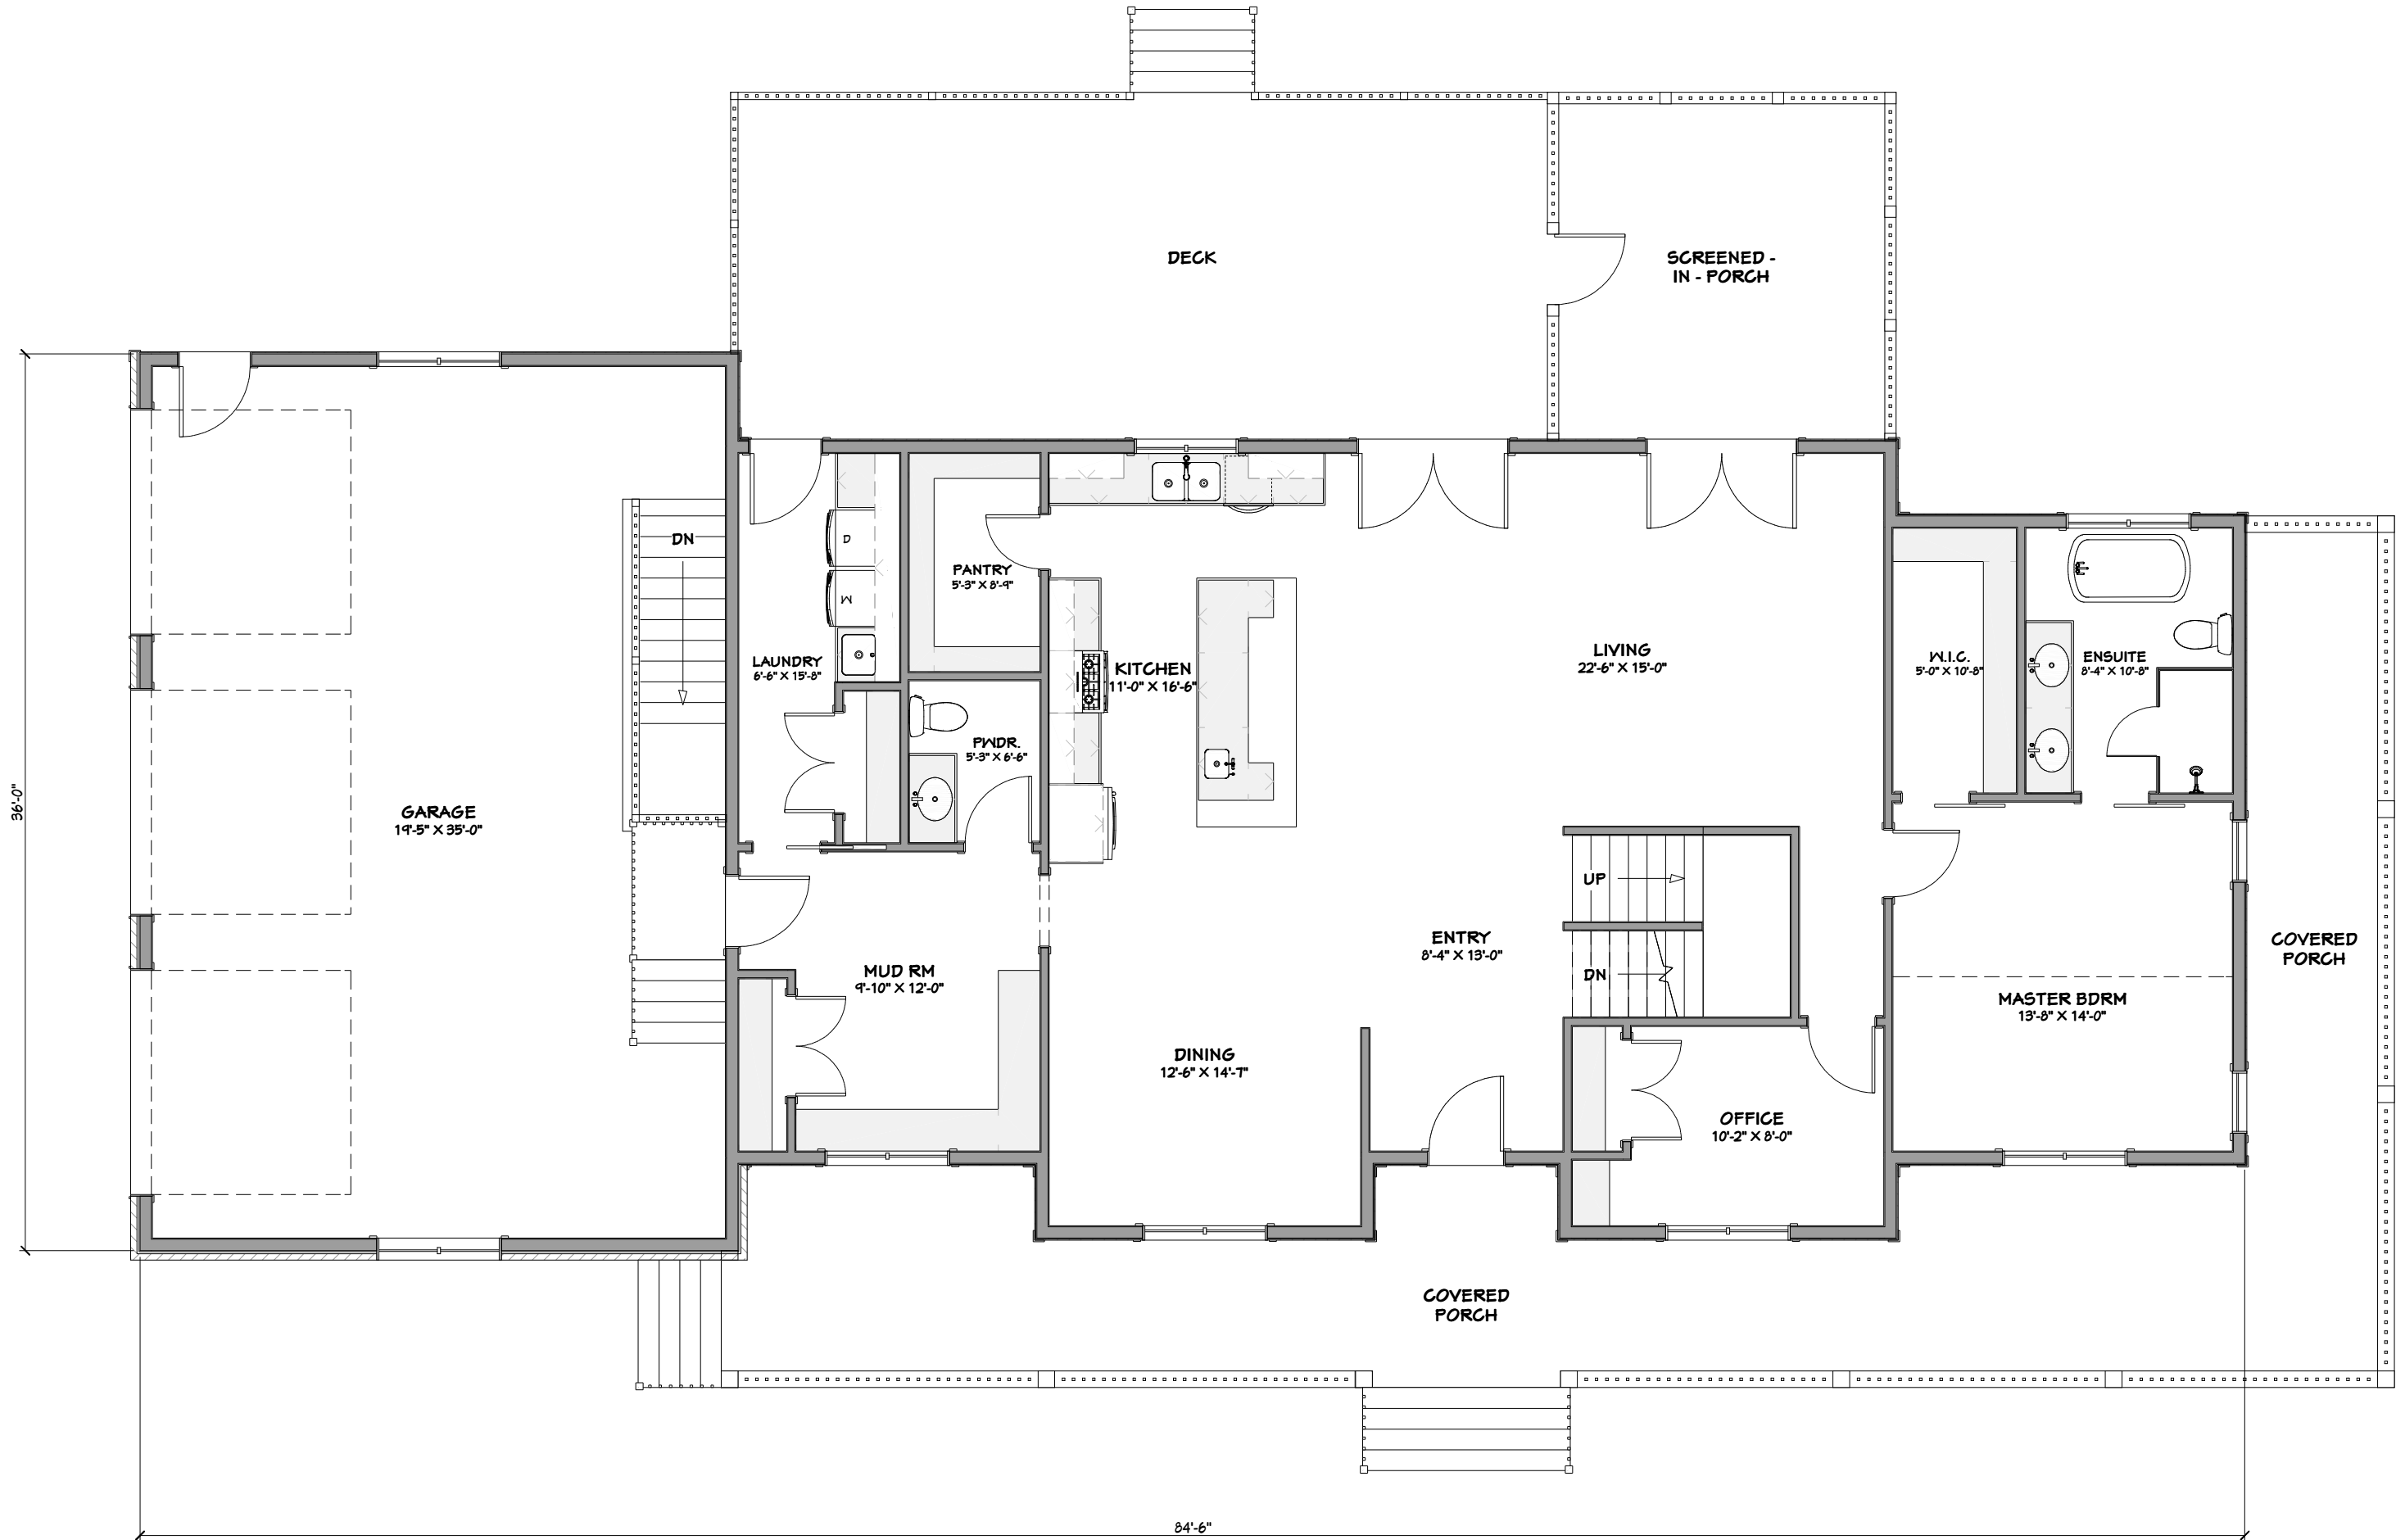 DECK
SCREENED -
IN - PORCH
DN
PANTRY
5'-3" X 8'-9"
D
W
LAUNDRY
6'-6" X 15'-8"
KITCHEN
11'-0" X 16'-6"
LIVING
22'-6" X 15'-0"
W.I.C.
5'-0" X 10'-8"
ENSUITE
8'-4" X 10'-8"
PWDR.
5'-3" X 6'-6"
36'-0"
GARAGE
19'-5" X 35'-0"
UP
ENTRY
8'-4" X 13'-0"
DN
COVERED
PORCH
MUD RM
9'-10" X 12'-0"
MASTER BDRM
13'-8" X 14'-0"
DINING
12'-6" X 14'-7"
OFFICE
10'-2" X 8'-0"
COVERED
PORCH
84'-6"